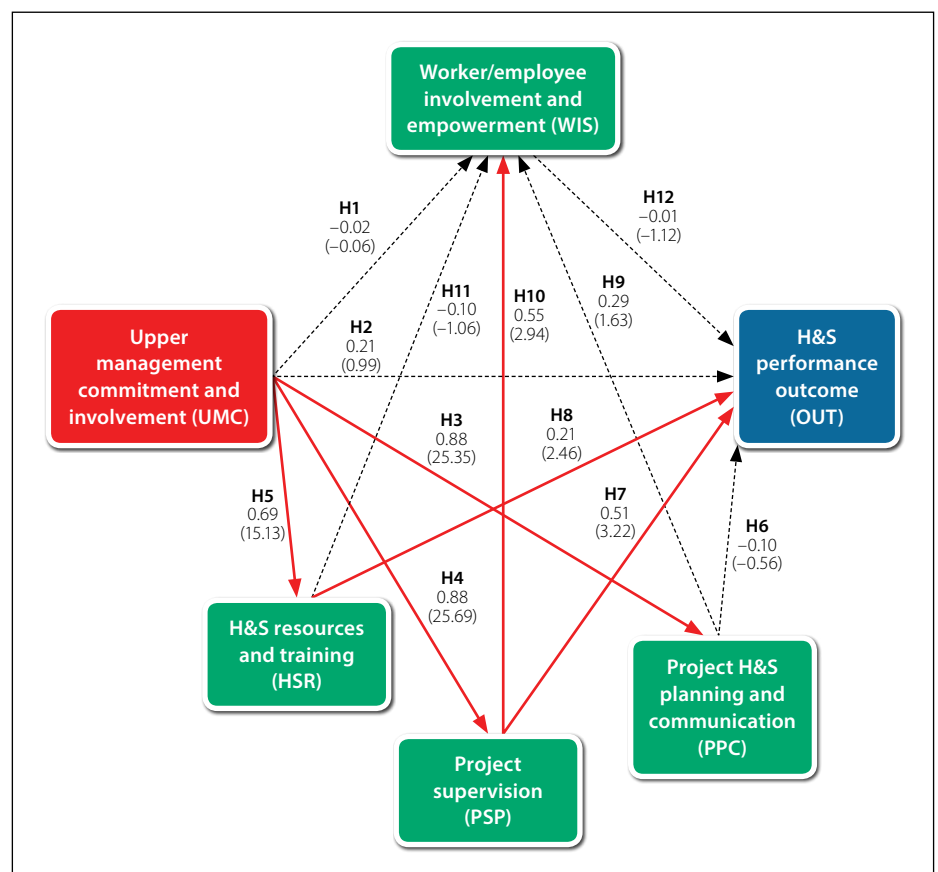 Worker/employee
involvement and
empowerment (WIS)
H1
−0.02
(−0.06)
H12
−0.01
(−1.12)
H11
−0.10
(−1.06)
H10
0.55
(2.94)
H9
0.29
(1.63)
H2
0.21
(0.99)
Upper
management
commitment and
involvement (UMC)
H&S
performance
outcome
(OUT)
H3
0.88
(25.35)
H8
0.21
(2.46)
H5
0.69
(15.13)
H7
0.51
(3.22)
H6
−0.10
(−0.56)
H4
0.88
(25.69)
H&S resources
and training
(HSR)
Project H&S
planning and
communication
(PPC)
Project
supervision
(PSP)